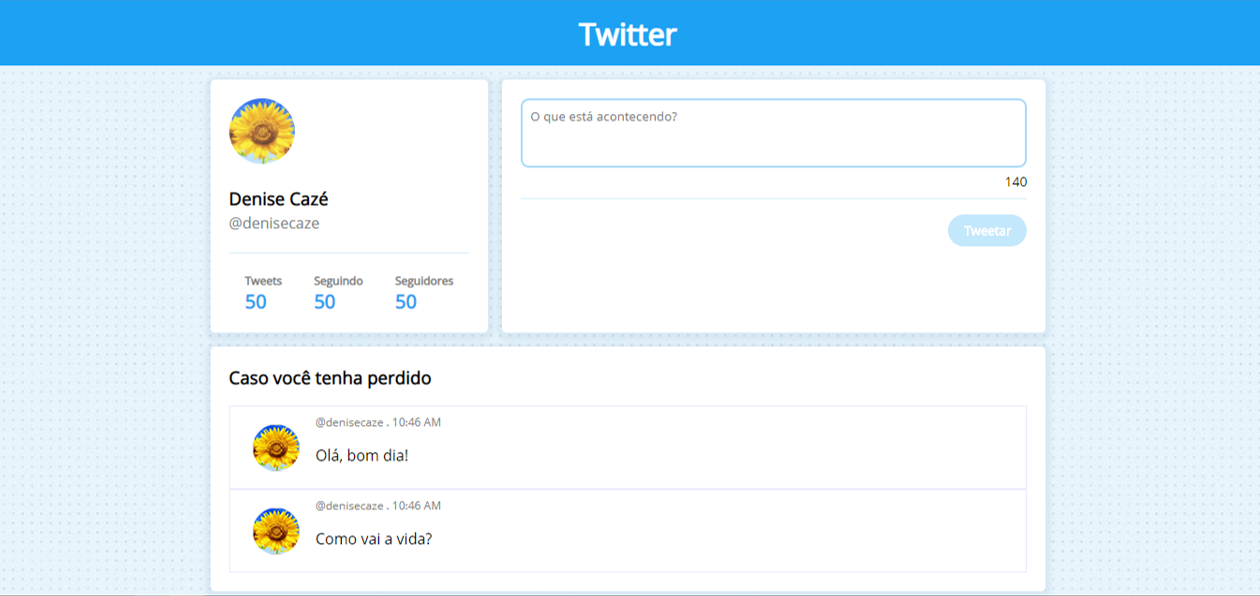 Twitter
Denise Cazé
@denisecaze
Tweets Seguindo Seguidores
50 50 50
O que está acontecendo?
140
Tweetar
Caso você tenha perdido
@denisecaze . 10:46 AM
Olá, bom dia!
@denisecaze . 10:46 AM
Como vai a vida?